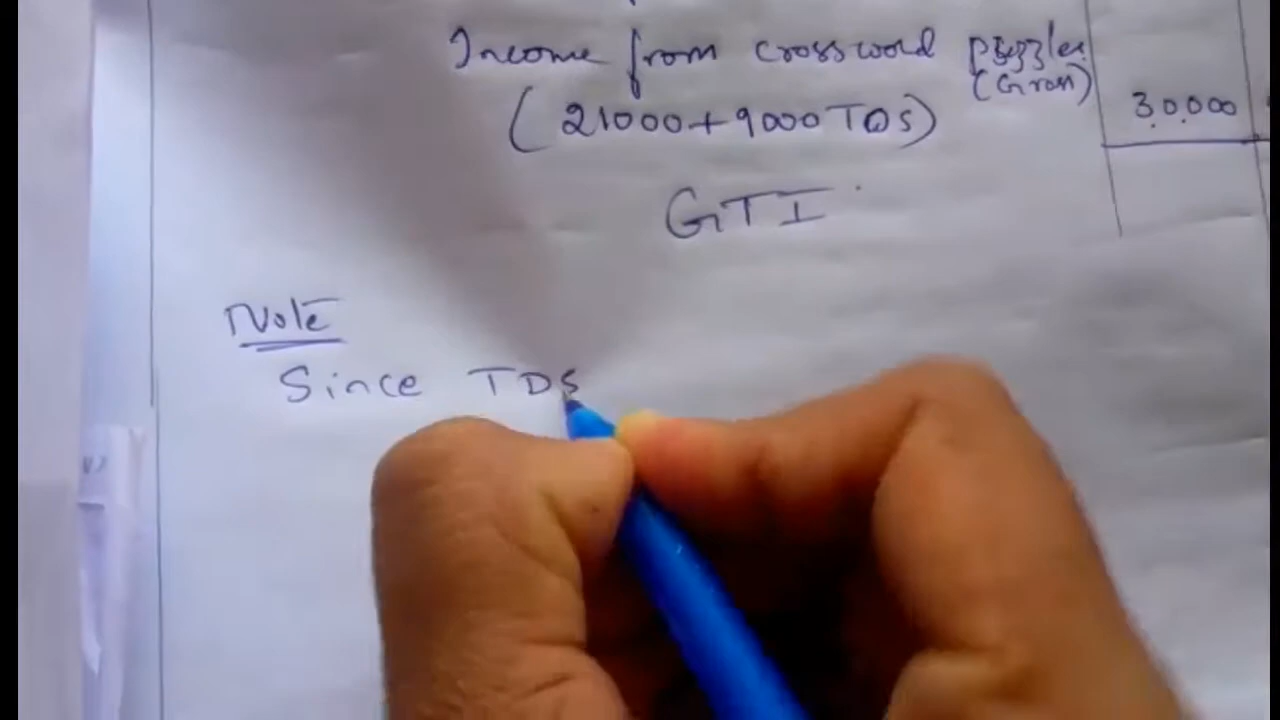 Income from crossword puzzles
(Gross)
(21000+9000 TDS)
30,000
GTI
Note
Since TDS